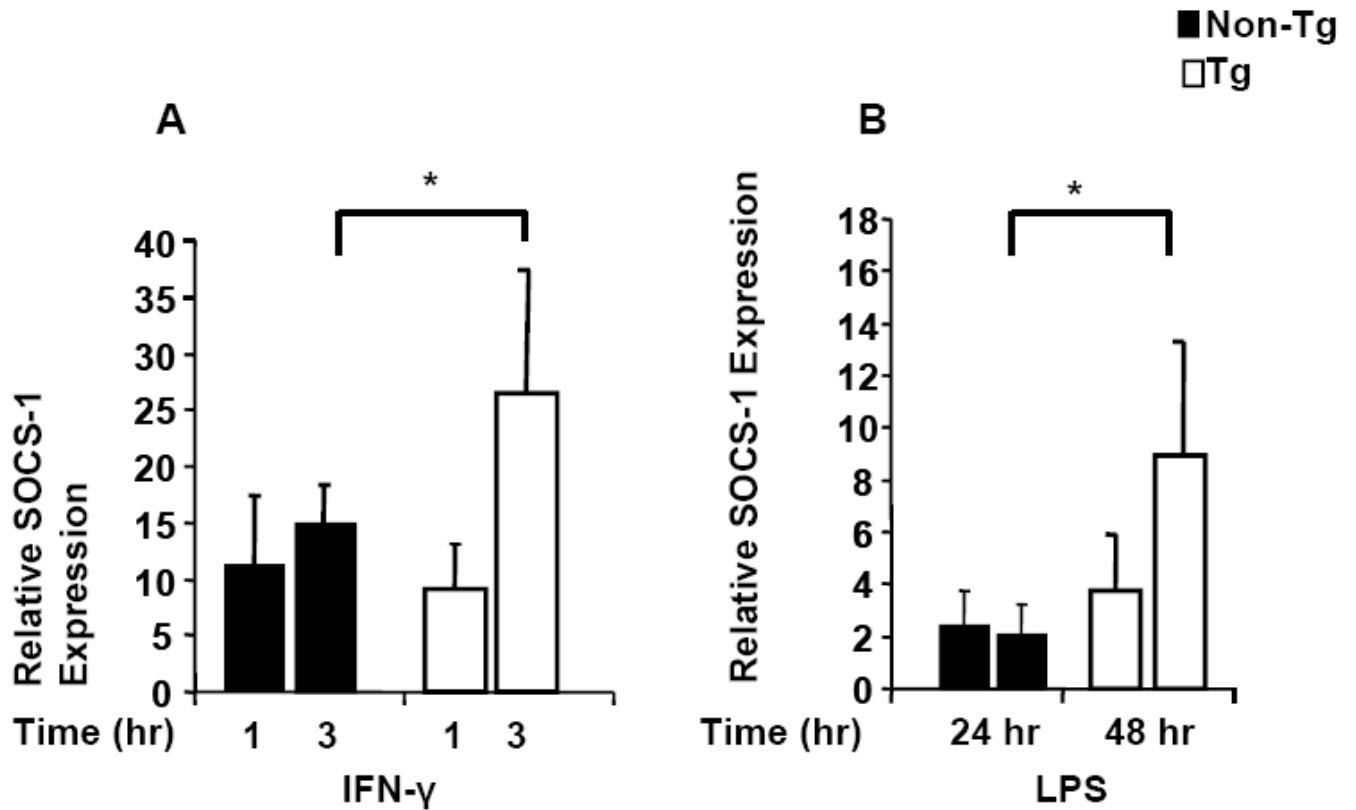 Non-Tg
Tg
A
*
40
35
30
25
20
15
10
5
0
Relative SOCS-1
Expression
Time (hr) 1 3 1 3
IFN-γ
B
*
18
16
14
12
10
8
6
4
2
0
Relative SOCS-1 Expression
Time (hr) 24 hr 48 hr
LPS